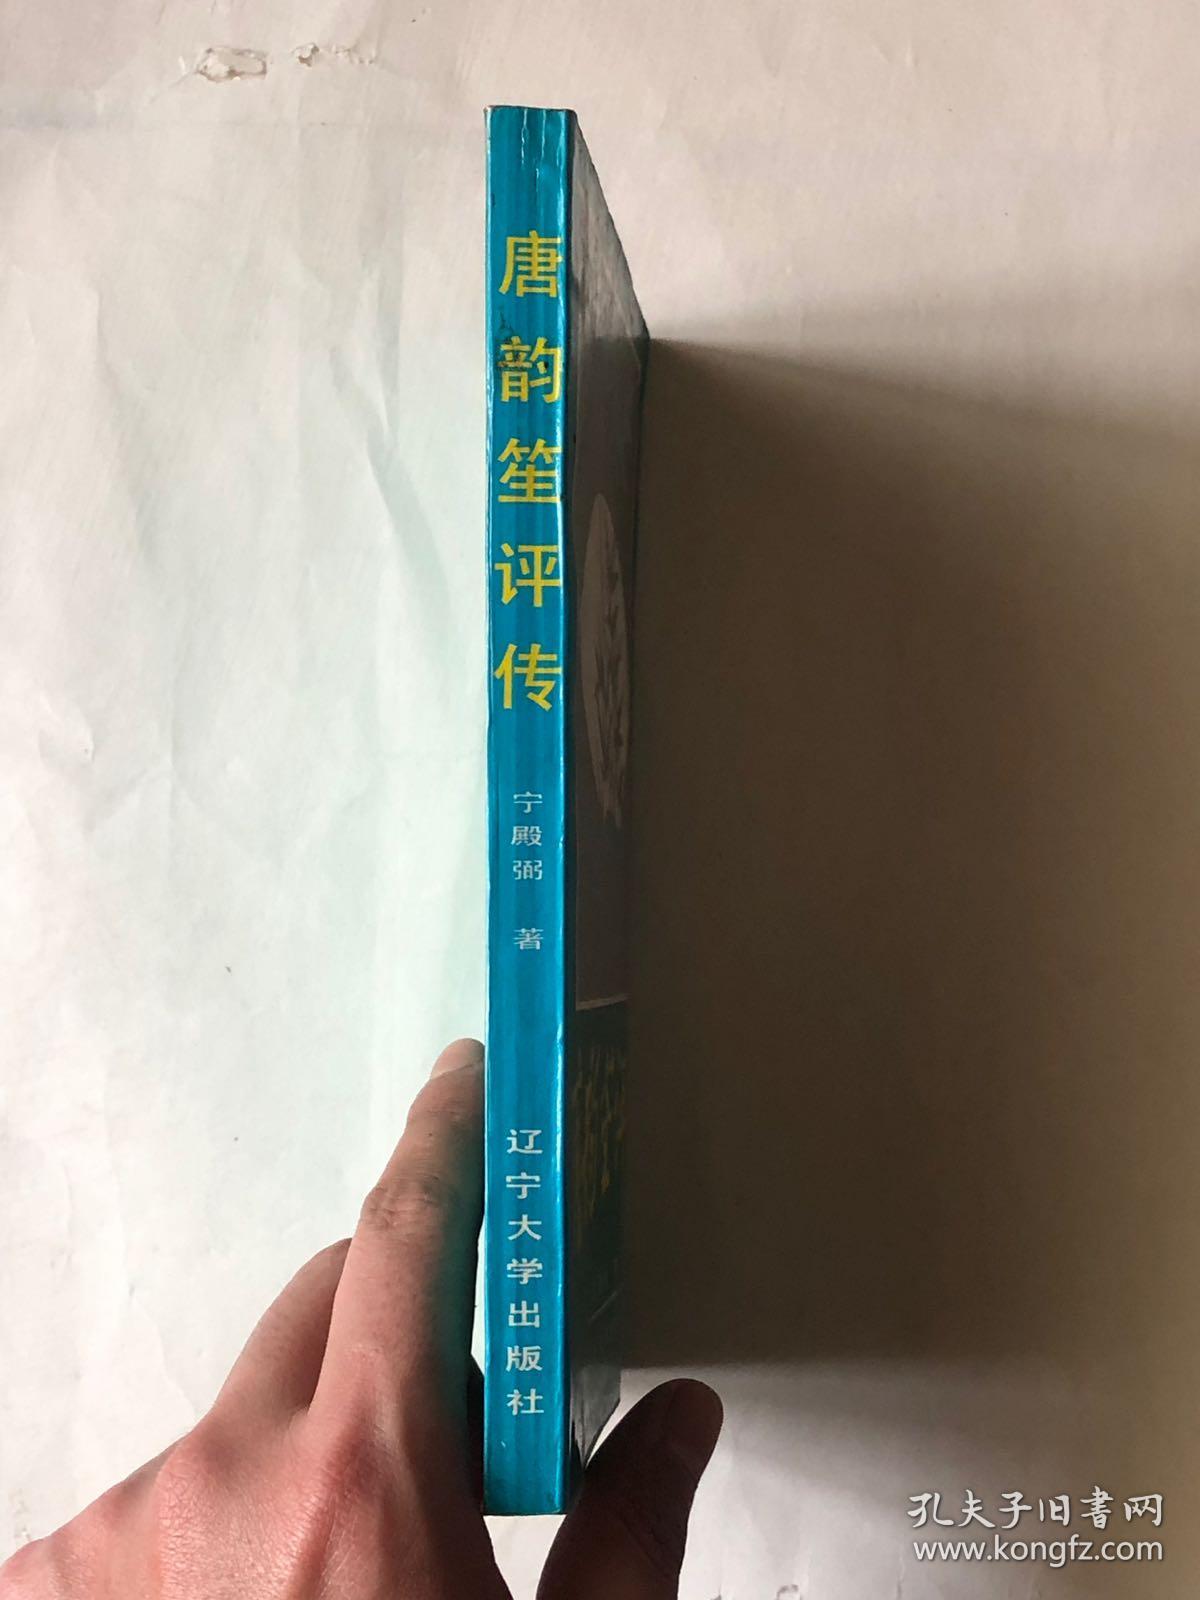 唐韵笙评传
宁殿弼 著
辽宁大学出版社
孔夫子旧书网
www.kongfz.com